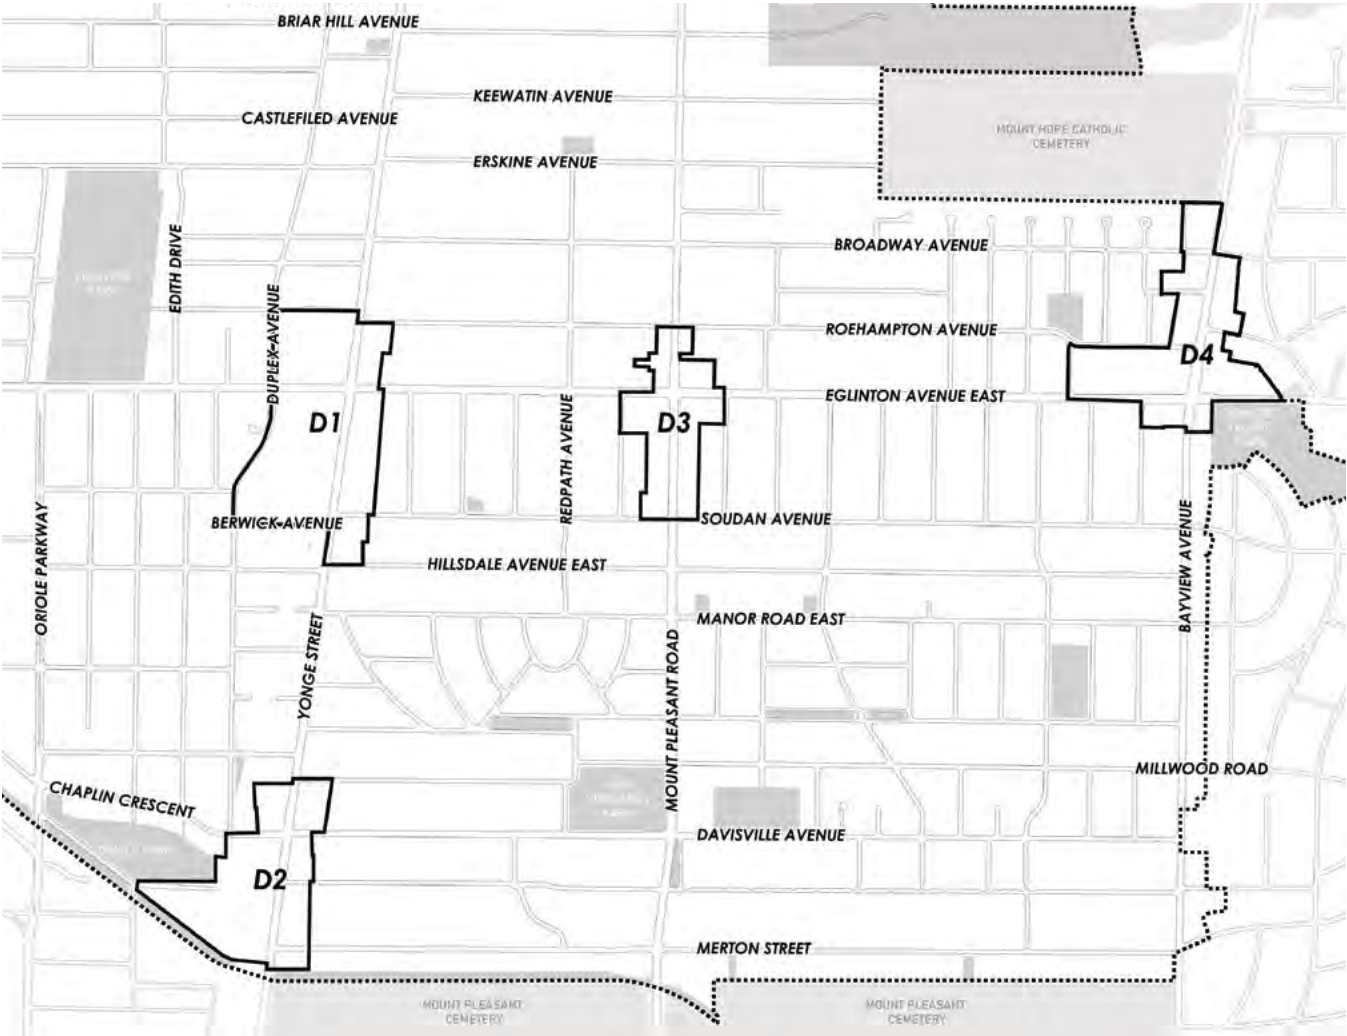 BRIAR HILL AVENUE
KEEWATIN AVENUE
CASTLEFILED AVENUE
MOUNT HOPE CATHOLIC
CEMETERY
ERSKINE AVENUE
EDITH DRIVE
BROADWAY AVENUE
DUPLEX AVENUE
ROEHAMPTON AVENUE
D4
EGLINTON AVENUE EAST
D1
D3
REDPATH AVENUE
BERWICK AVENUE
SOUDAN AVENUE
ORIOLE PARKWAY
BAYVIEW AVENUE
HILLSDALE AVENUE EAST
MANOR ROAD EAST
YONGE STREET
MOUNT PLEASANT ROAD
MILLWOOD ROAD
CHAPLIN CRESCENT
DAVISVILLE AVENUE
D2
MERTON STREET
MOUNT PLEASANT
CEMETERY
MOUNT PLEASANT
CEMETERY